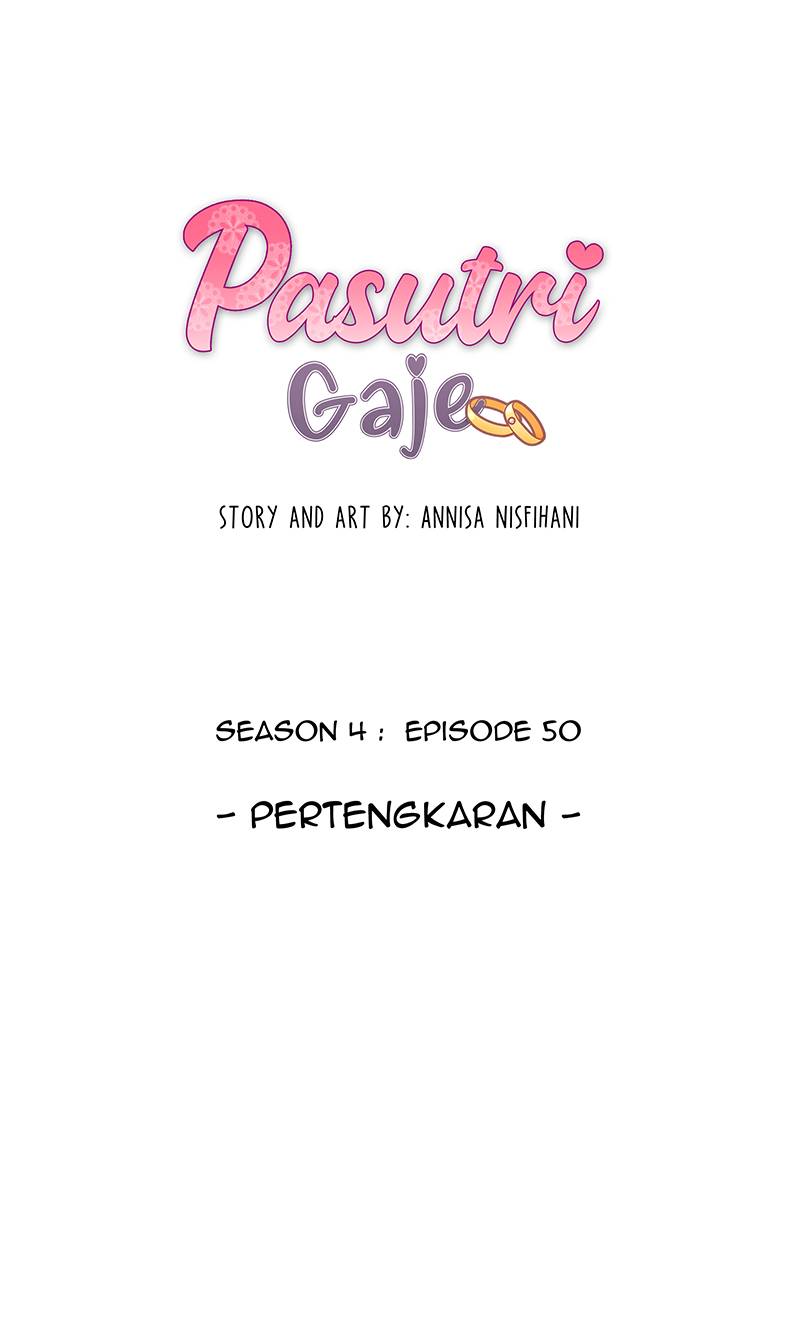 Pasutri
Gaje
STORY AND ART BY: ANNISA NISFIHANI
SEASON 4 : EPISODE 50
- PERTENGKARAN -